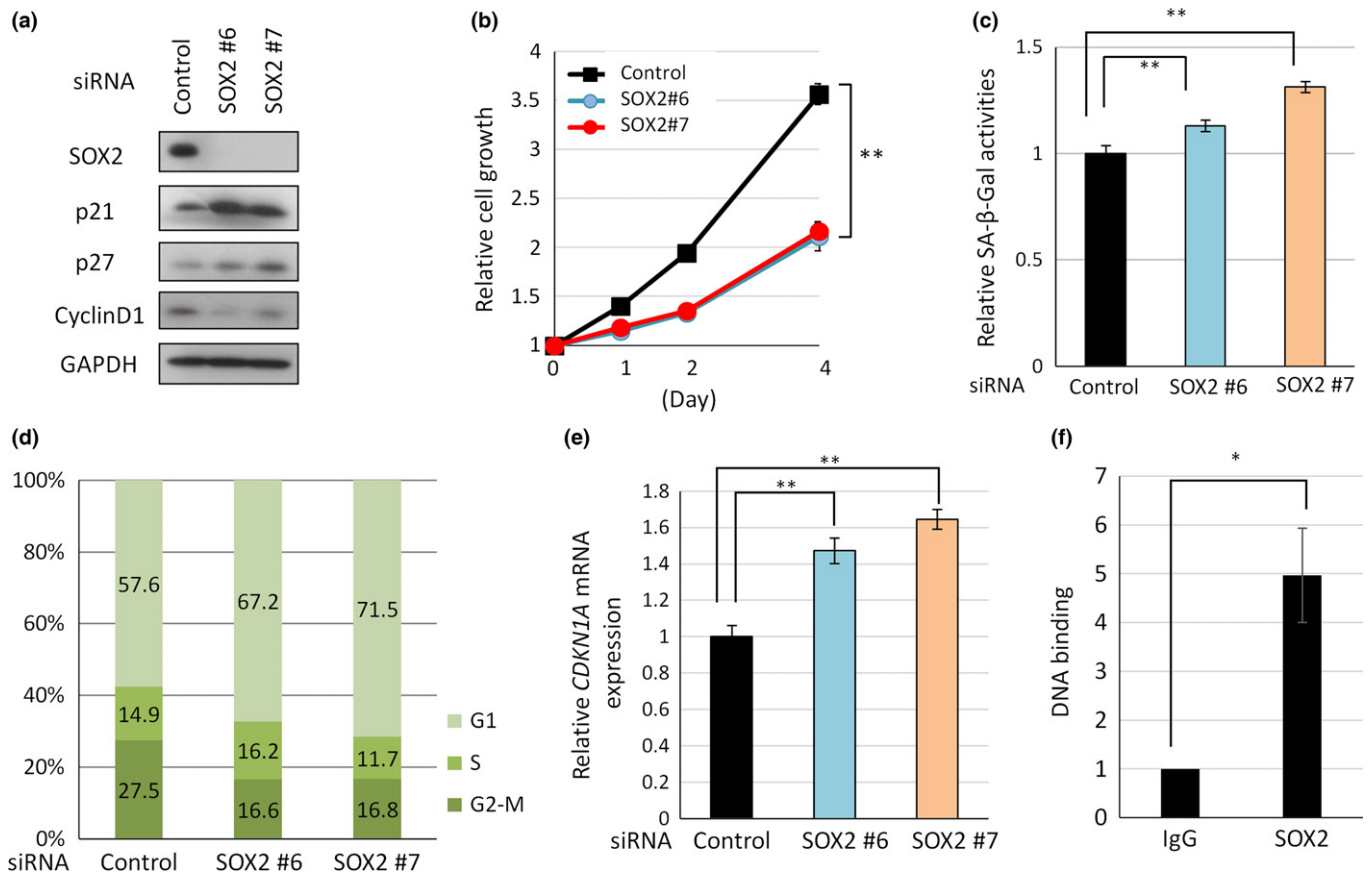 (a)
siRNA
Control
SOX2 #6
SOX2 #7
SOX2
p21
p27
CyclinD1
GAPDH
(b)
Relative cell growth
4
3.5
3
2.5
2
1.5
1
0
1
2
4
(Day)
Control
SOX2#6
SOX2#7
**
(c)
Relative SA-β-Gal activities
1.5
1
0.5
0
**
**
siRNA
Control
SOX2 #6
SOX2 #7
(d)
100%
80%
60%
40%
20%
0%
57.6
14.9
27.5
67.2
16.2
16.6
71.5
11.7
16.8
G1
S
G2-M
siRNA
Control
SOX2 #6
SOX2 #7
(e)
Relative CDKN1A mRNA
expression
1.8
1.6
1.4
1.2
1
0.8
0.6
0.4
0.2
0
**
**
siRNA
Control
SOX2 #6
SOX2 #7
(f)
DNA binding
7
6
5
4
3
2
1
0
*
IgG
SOX2